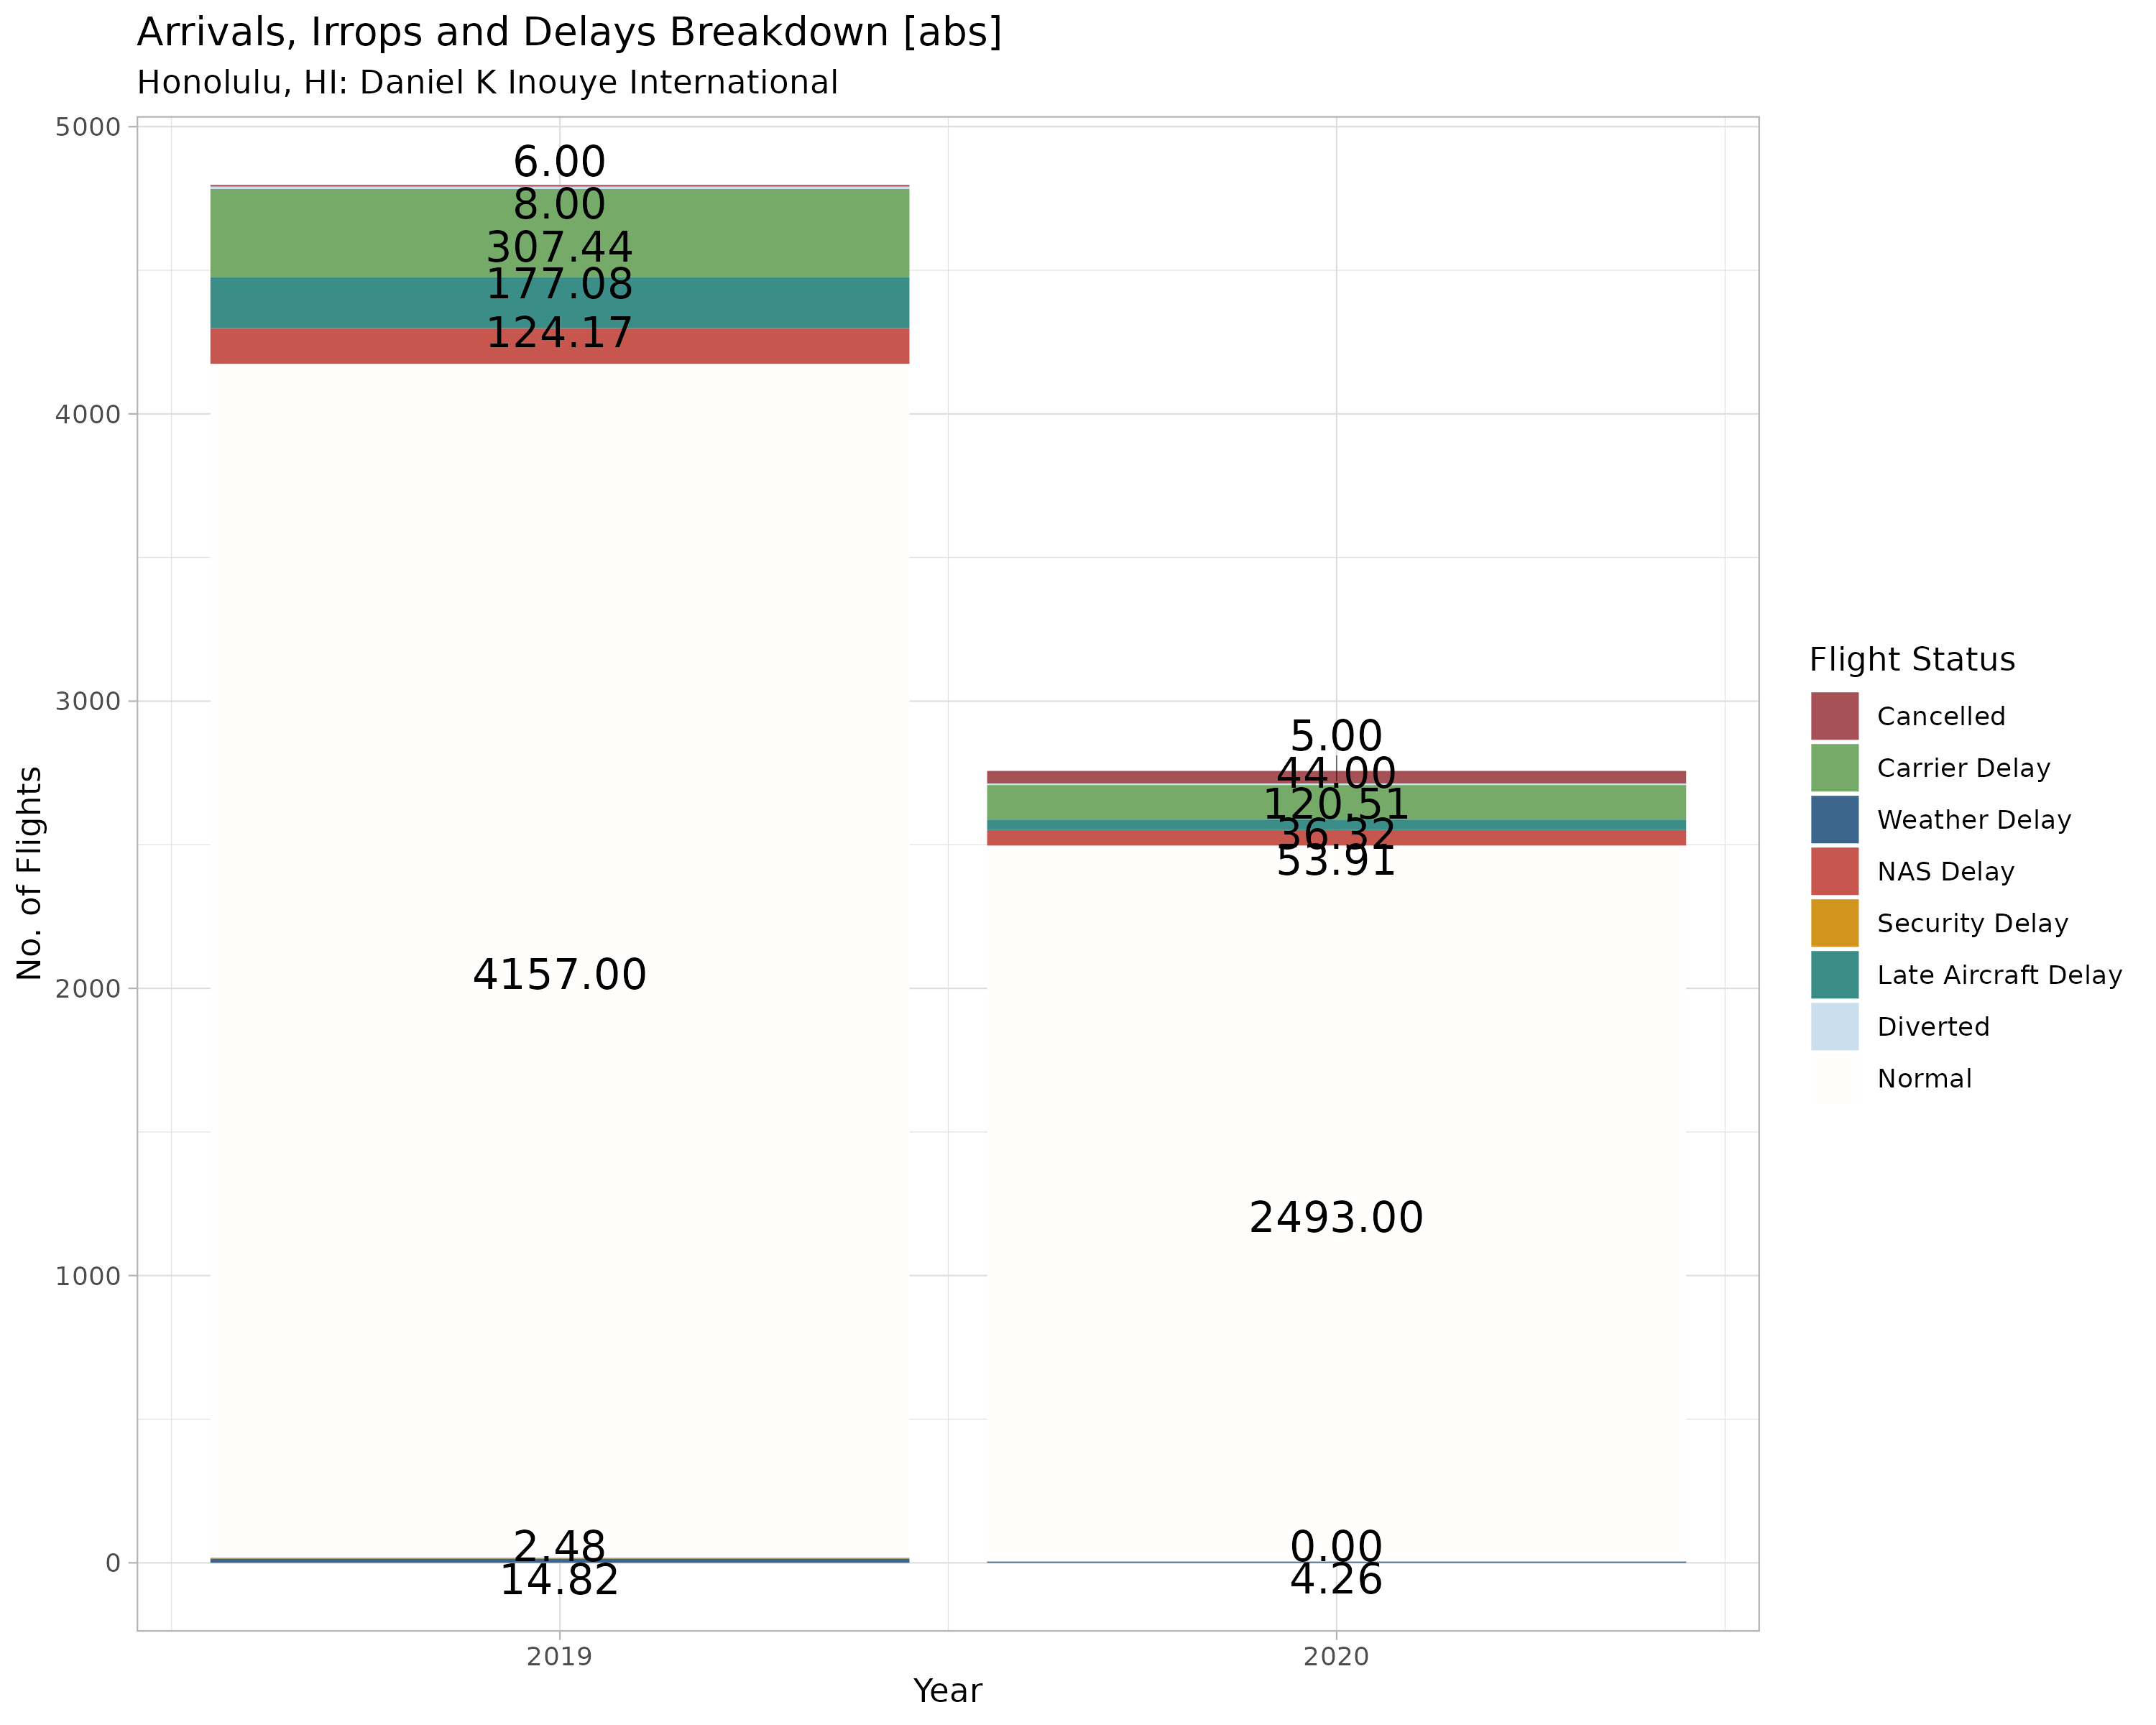 Arrivals, Irrops and Delays Breakdown [abs]
Honolulu, HI: Daniel K Inouye International
5000
4000
3000
2000
1000
0
No. of Flights
6.00
8.00
307.44
177.08
124.17
4157.00
2.48
14.82
5.00
44.00
120.51
36.32
53.91
2493.00
0.00
4.26
2019
2020
Year
Flight Status
Cancelled
Carrier Delay
Weather Delay
NAS Delay
Security Delay
Late Aircraft Delay
Diverted
Normal